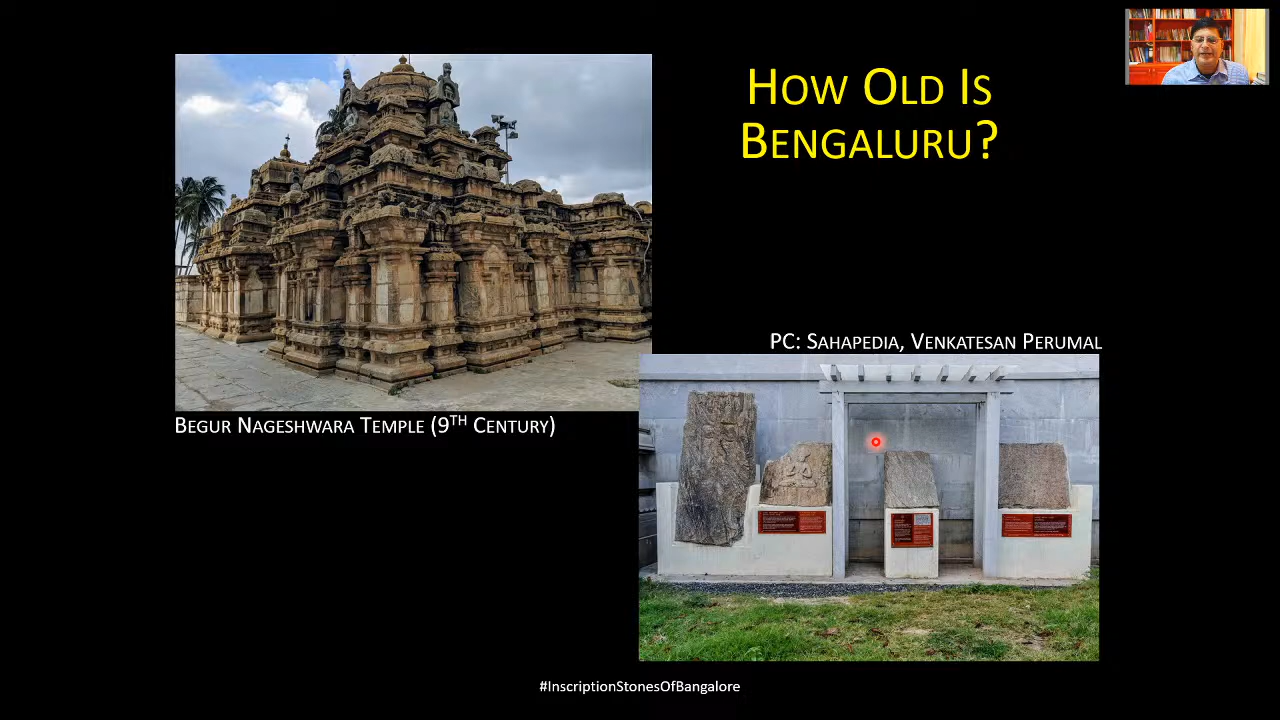 How Old Is
Bengaluru?
PC: Sahapedia, Venkatesan Perumal
Begur Nageshwara Temple (9th Century)
#InscriptionStonesOfBangalore